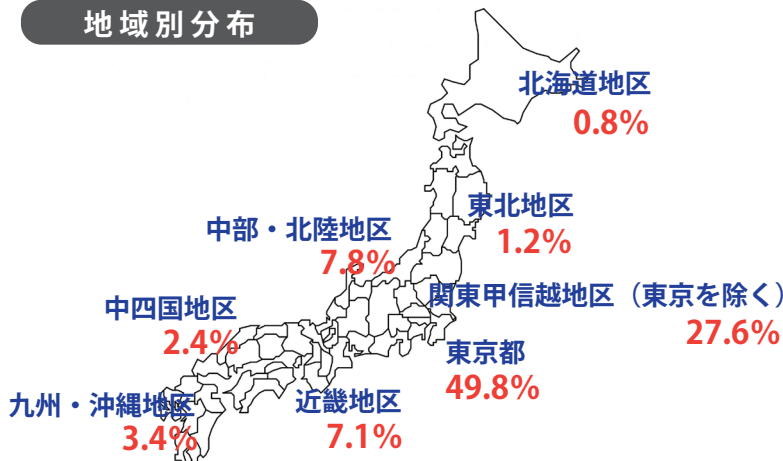 地域別分布
北海道地区
0.8%
東北地区
1.2%
中部・北陸地区
7.8%
関東甲信越地区（東京を除く）
27.6%
中四国地区
2.4%
東京都
49.8%
九州・沖縄地区
3.4%
近畿地区
7.1%